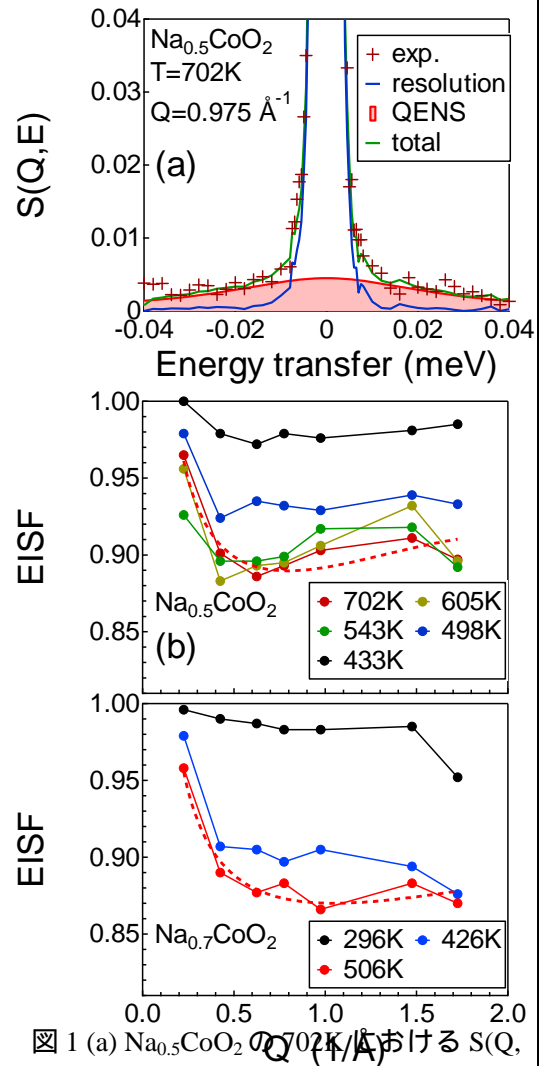 0.04
0.03
0.02
0.01
0
S(Q,E)
Na0.5CoO2
T=702K
Q=0.975 Å-1
(a)
exp.
resolution
QENS
total
-0.04 -0.02 0 0.02 0.04
Energy transfer (meV)
1.00
0.95
0.90
0.85
EISF
Na0.5CoO2
(b)
702K 605K
543K 498K
433K
1.00
0.95
0.90
0.85
EISF
Na0.7CoO2
296K 426K
506K
0.0 0.5 1.0 1.5 2.0
Q (1/Å)
図 1 (a) Na0.5CoO2 の 702K における S(Q,